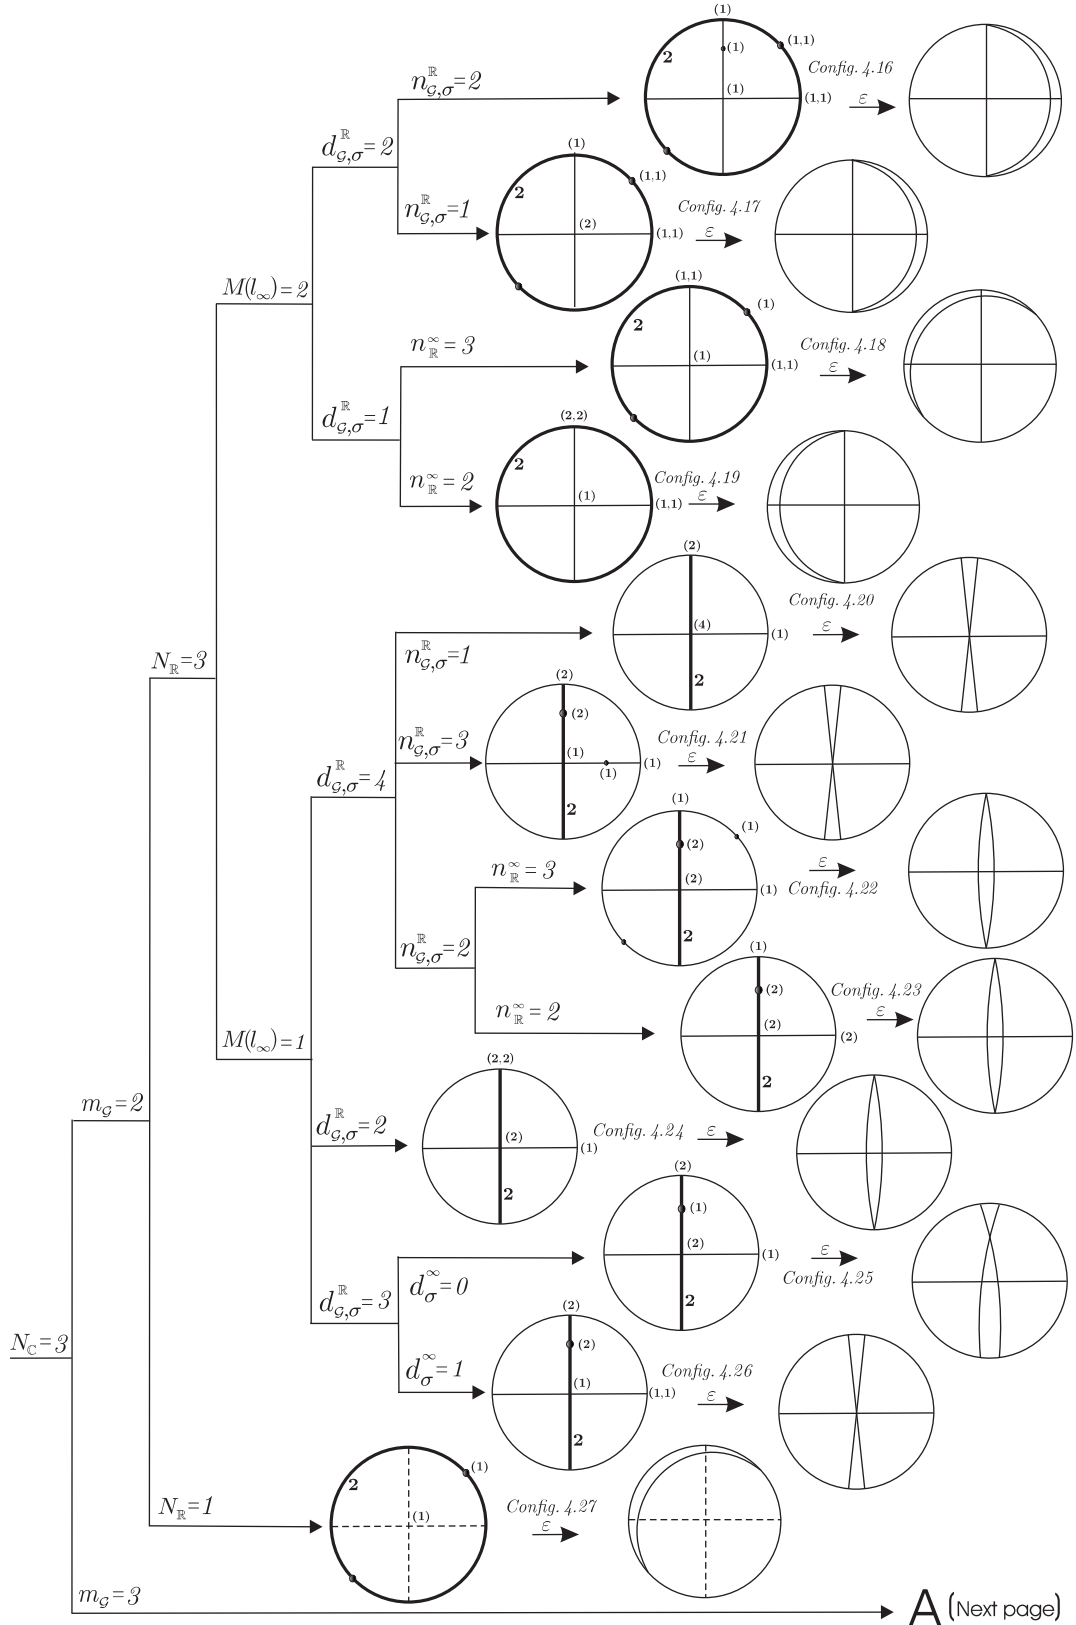 (1)
2
(1)
(1,1)
(1)
(1,1)
Config. 4.16
ε
n^ℝ_{𝒢,σ}=2
d^ℝ_{𝒢,σ}=2
(1)
2
(1,1)
(2)
(1,1)
Config. 4.17
ε
n^ℝ_{𝒢,σ}=1
M(l_∞)=2
(1,1)
2
(1)
(1)
(1,1)
Config. 4.18
ε
n^∞_ℝ=3
d^ℝ_{𝒢,σ}=1
(2,2)
2
(1)
(1,1)
Config. 4.19
ε
n^∞_ℝ=2
(2)
(4)
(1)
2
Config. 4.20
ε
n^ℝ_{𝒢,σ}=1
N_ℝ=3
(2)
(2)
(1)
(1)
(1)
2
Config. 4.21
ε
n^ℝ_{𝒢,σ}=3
d^ℝ_{𝒢,σ}=4
(1)
(1)
(2)
(2)
(1)
2
ε
Config. 4.22
n^∞_ℝ=3
n^ℝ_{𝒢,σ}=2
(1)
(2)
(2)
(2)
2
Config. 4.23
ε
n^∞_ℝ=2
M(l_∞)=1
m_𝒢=2
(2,2)
(2)
(1)
2
Config. 4.24 ε
d^ℝ_{𝒢,σ}=2
(2)
(1)
(2)
(1)
2
ε
Config. 4.25
d^∞_σ=0
d^ℝ_{𝒢,σ}=3
(2)
(2)
(1)
(1,1)
2
Config. 4.26
ε
d^∞_σ=1
N_ℂ=3
2
(1)
(1)
Config. 4.27
ε
N_ℝ=1
m_𝒢=3
A (Next page)